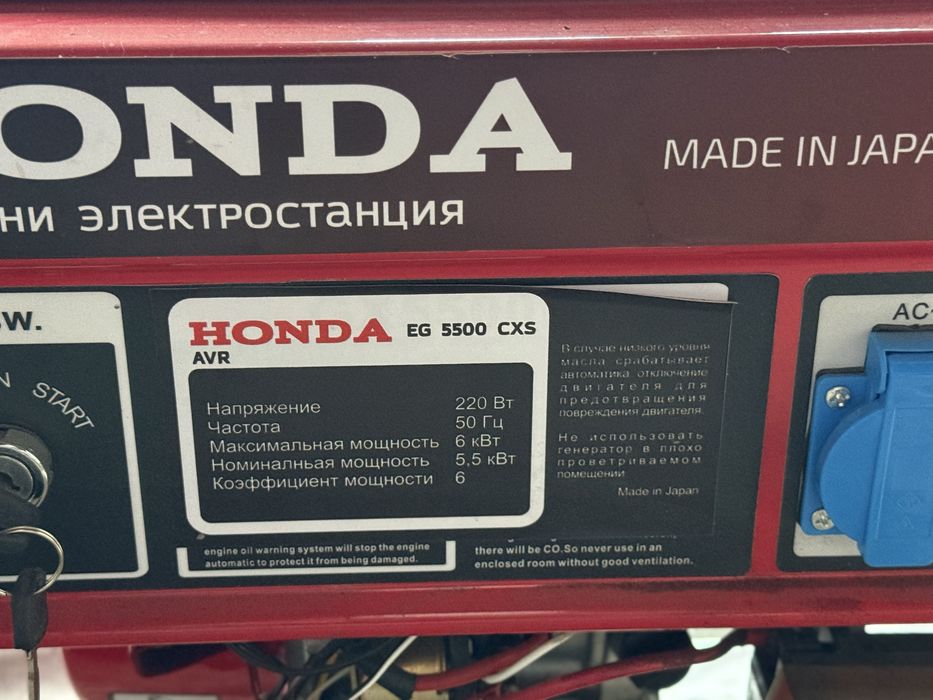 ONDA
MADE IN JAPA
ни электростанция
W.
N START
HONDA EG 5500 CXS
AVR
Напряжение 220 Вт
Частота 50 Гц
Максимальная мощность 6 кВт
Номиналньая мощность 5,5 кВт
Коэффициент мощности 6
В случае низкого уровня
масла срабатывает
автоматика отключение
двигателя для
предотвращения
повреждения двигателя.
Не использовать
генератор в плохо
проветриваемом
помещении
Made in Japan
AC
engine oil warning system will stop the engine
automatic to protect it from being damaged.
there will be CO.So never use in an
enclosed room without good ventilation.